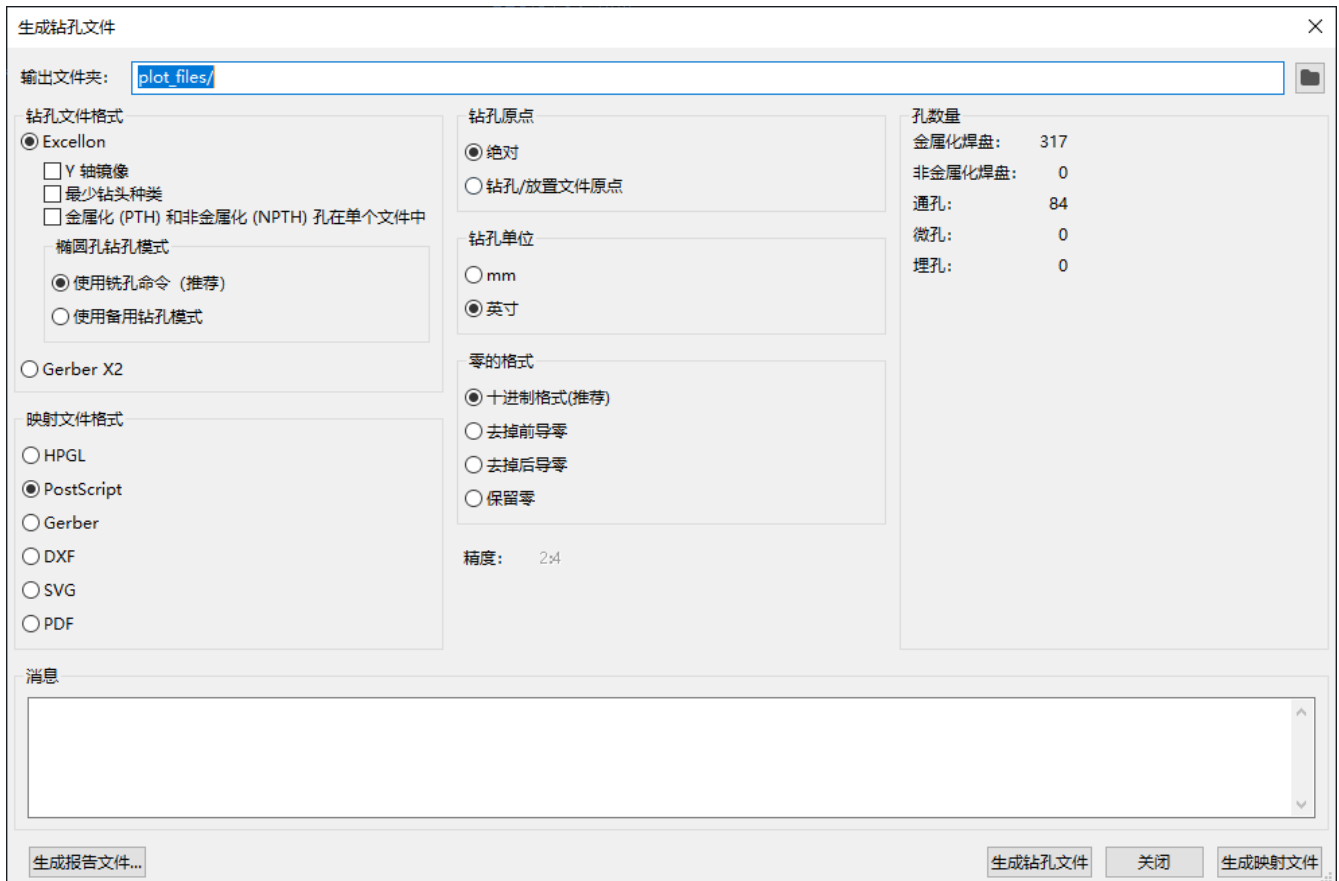 生成钻孔文件
输出文件夹: plot_files/
钻孔文件格式
Excellon
Y 轴镜像
最少钻头种类
金属化 (PTH) 和非金属化 (NPTH) 孔在单个文件中
椭圆孔钻孔模式
使用铣孔命令（推荐）
使用备用钻孔模式
Gerber X2
映射文件格式
HPGL
PostScript
Gerber
DXF
SVG
PDF
钻孔原点
绝对
钻孔/放置文件原点
钻孔单位
mm
英寸
零的格式
十进制格式(推荐)
去掉前导零
去掉后导零
保留零
精度: 2:4
孔数量
金属化焊盘: 317
非金属化焊盘: 0
通孔: 84
微孔: 0
埋孔: 0
消息
生成报告文件... 生成钻孔文件 关闭 生成映射文件